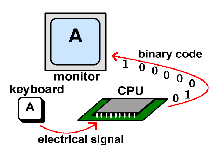 A
monitor
binary code
1 0 0 0 0 0 0 1
keyboard
A
CPU
electrical signal